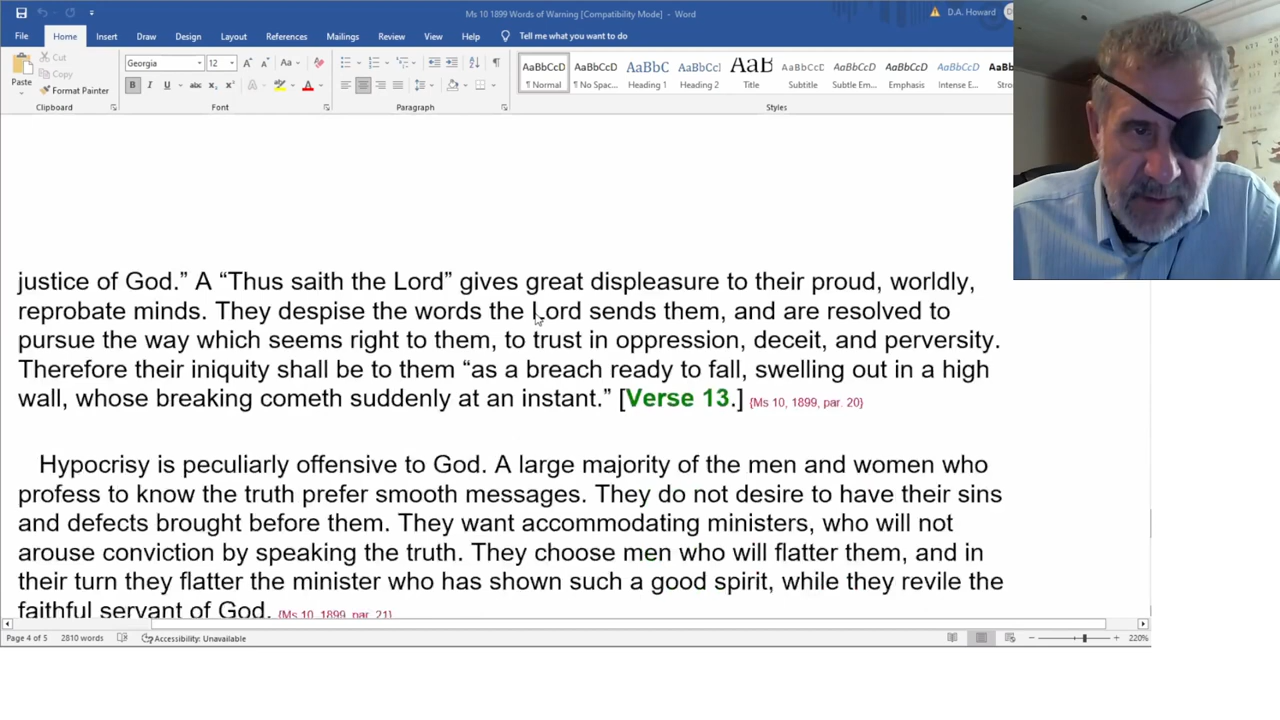 Ms 10 1899 Words of Warning [Compatibility Mode] - Word
D.A. Howard
File Home Insert Draw Design Layout References Mailings Review View Help Tell me what you want to do
Paste
Cut
Copy
Format Painter
Clipboard
Georgia 12
Font
Paragraph
AaBbCcD AaBbCcD AaBbC AaBbCcD AaB AaBbCcD AaBbCcD AaBbCcD AaBbCcD AaBb
¶ Normal ¶ No Spac... Heading 1 Heading 2 Title Subtitle Subtle Em... Emphasis Intense E... Stro
Styles
justice of God.” A “Thus saith the Lord” gives great displeasure to their proud, worldly,
reprobate minds. They despise the words the Lord sends them, and are resolved to
pursue the way which seems right to them, to trust in oppression, deceit, and perversity.
Therefore their iniquity shall be to them “as a breach ready to fall, swelling out in a high
wall, whose breaking cometh suddenly at an instant.” [Verse 13.] {Ms 10, 1899, par. 20}
Hypocrisy is peculiarly offensive to God. A large majority of the men and women who
profess to know the truth prefer smooth messages. They do not desire to have their sins
and defects brought before them. They want accommodating ministers, who will not
arouse conviction by speaking the truth. They choose men who will flatter them, and in
their turn they flatter the minister who has shown such a good spirit, while they revile the
faithful servant of God. {Ms 10, 1899, par. 21}
Page 4 of 5 2810 words Accessibility: Unavailable 220%